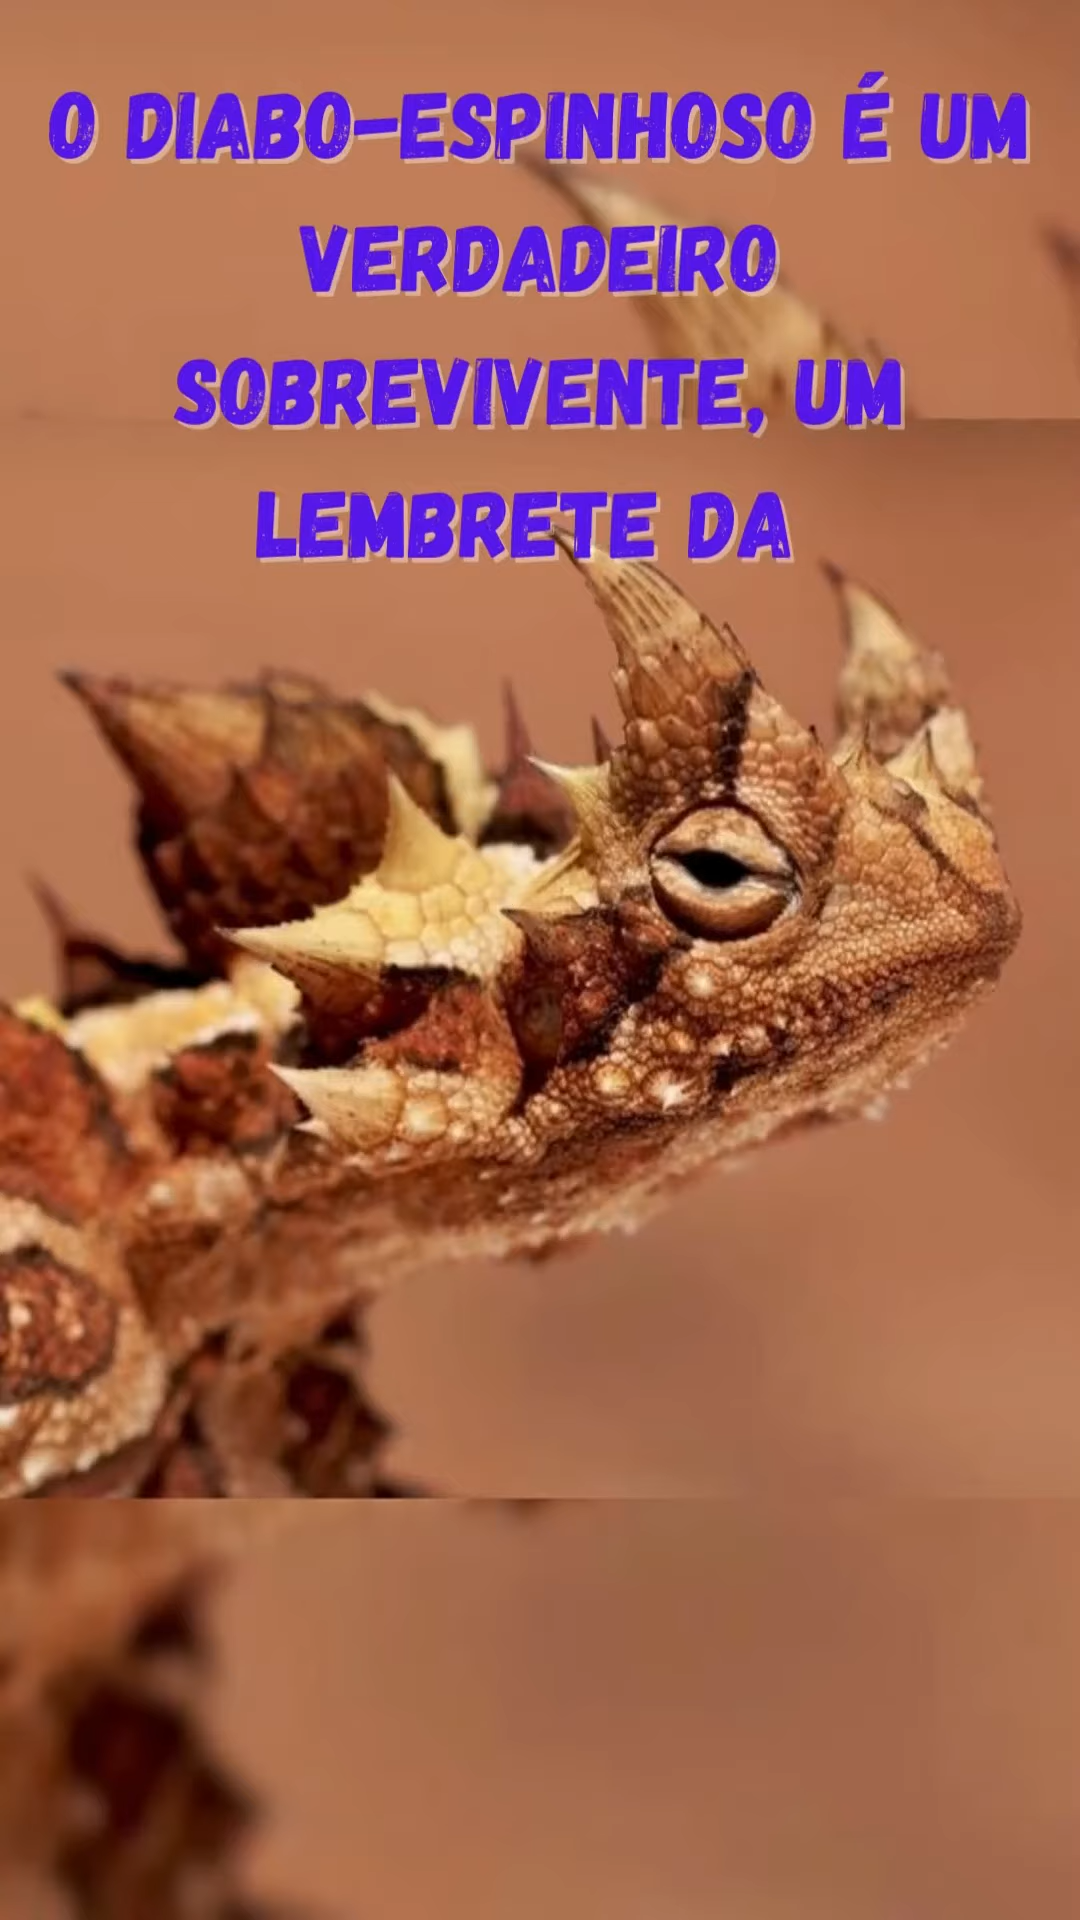 O DIABO-ESPINHOSO É UM
VERDADEIRO
SOBREVIVENTE, UM
LEMBRETE DA